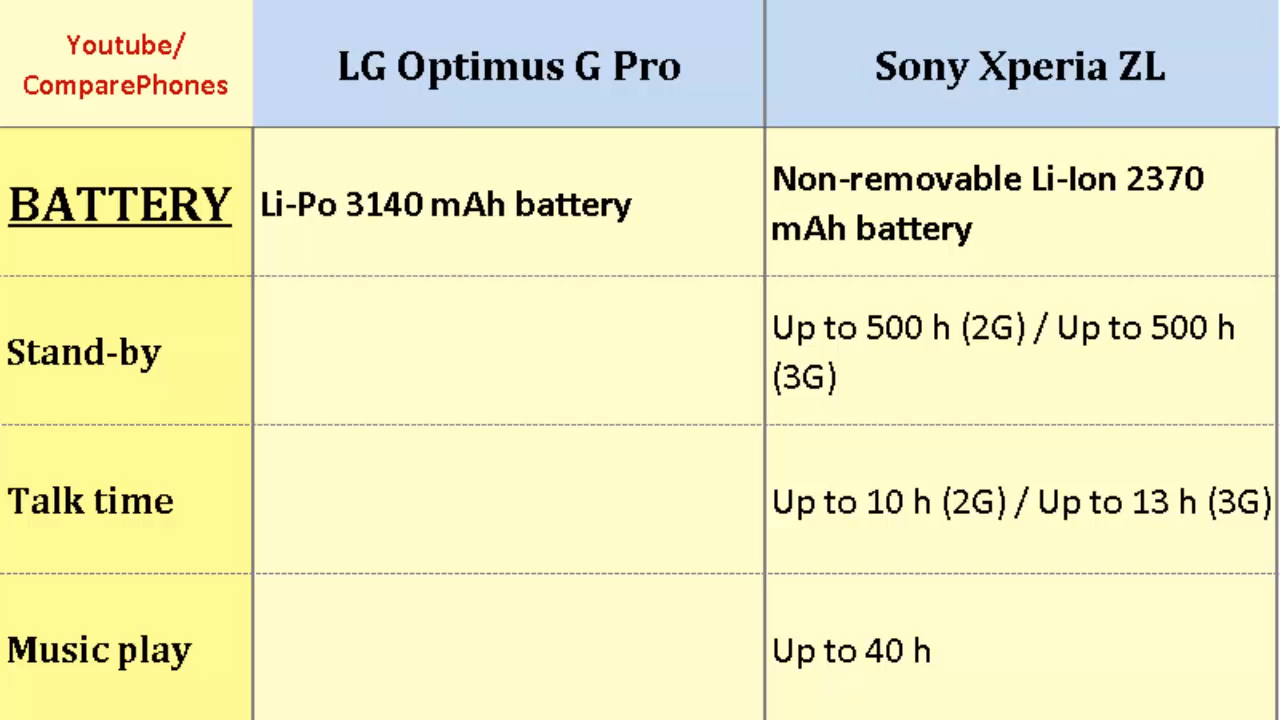 Youtube/
ComparePhones
LG Optimus G Pro
Sony Xperia ZL
BATTERY
Li-Po 3140 mAh battery
Non-removable Li-Ion 2370
mAh battery
Stand-by
Up to 500 h (2G) / Up to 500 h
(3G)
Talk time
Up to 10 h (2G) / Up to 13 h (3G)
Music play
Up to 40 h